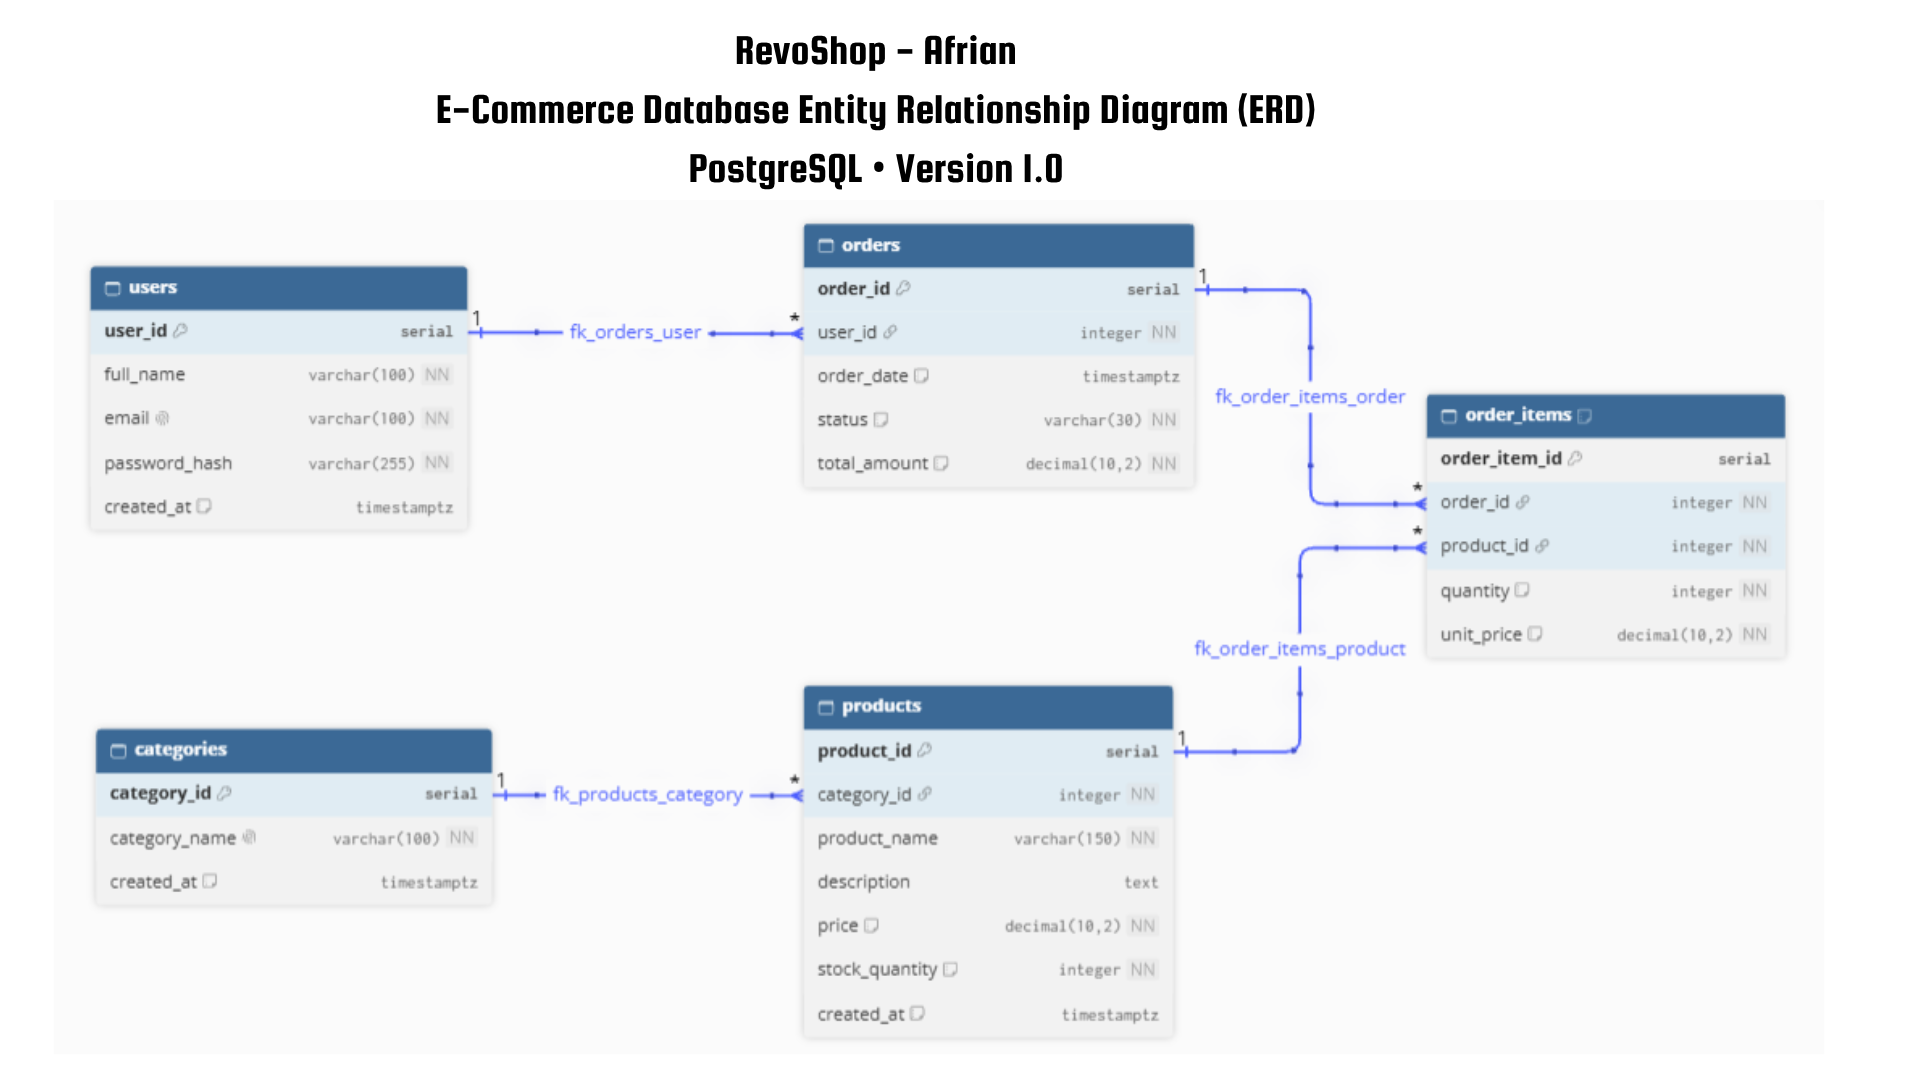 RevoShop - Afrian
E-Commerce Database Entity Relationship Diagram (ERD)
PostgreSQL • Version 1.0
users
user_id serial
full_name varchar(100) NN
email varchar(100) NN
password_hash varchar(255) NN
created_at timestamptz
1 fk_orders_user *
orders
order_id serial
user_id integer NN
order_date timestamptz
status varchar(30) NN
total_amount decimal(10,2) NN
1
fk_order_items_order
*
order_items
order_item_id serial
order_id integer NN
product_id integer NN
quantity integer NN
unit_price decimal(10,2) NN
*
fk_order_items_product
1
categories
category_id serial
category_name varchar(100) NN
created_at timestamptz
1 fk_products_category *
products
product_id serial
category_id integer NN
product_name varchar(150) NN
description text
price decimal(10,2) NN
stock_quantity integer NN
created_at timestamptz